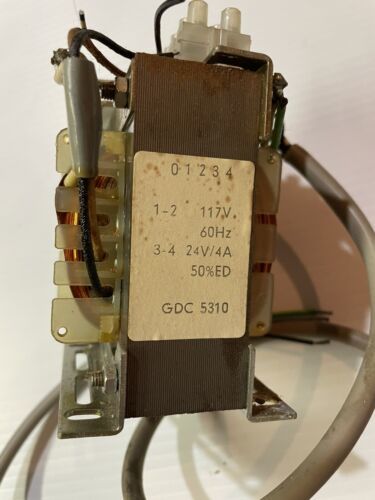 0 1 2 3 4
1-2 117V
60Hz
3-4 24V/4A
50%ED
GDC 5310